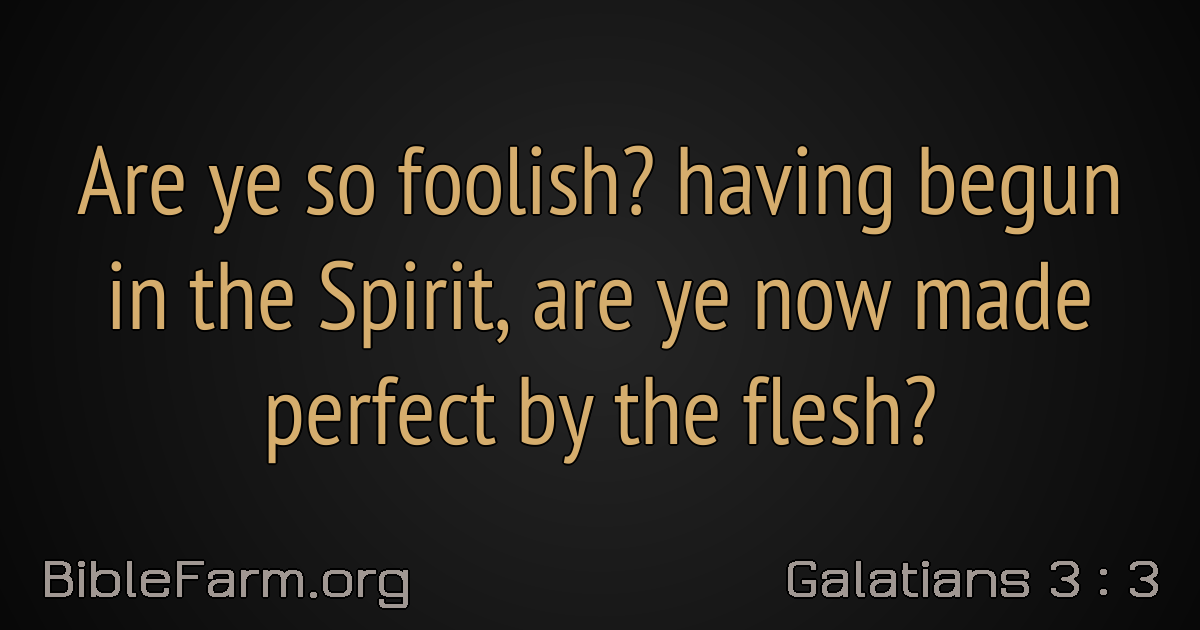 Are ye so foolish? having begun
in the Spirit, are ye now made
perfect by the flesh?
BibleFarm.org
Galatians 3 : 3